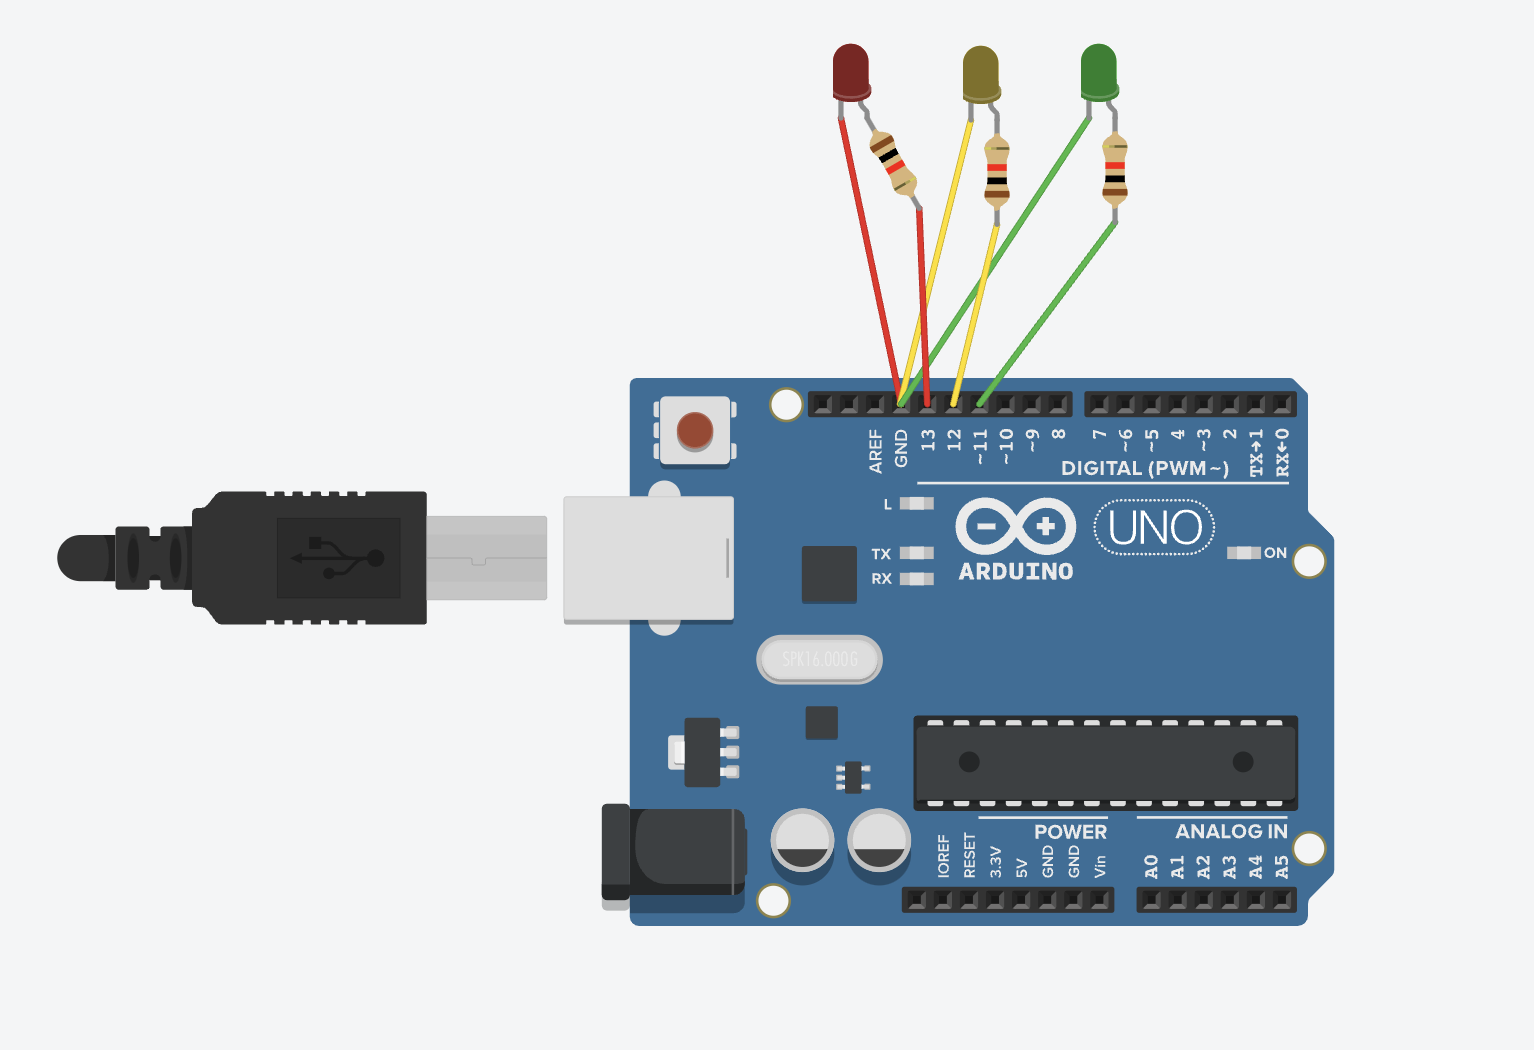 AREF
GND
13
12
~11
~10
~9
8
7
~6
~5
4
~3
2
TX→1
RX←0
DIGITAL (PWM~)
L
TX
RX
- +
UNO
ARDUINO
ON
SPK16.000G
POWER
ANALOG IN
IOREF
RESET
3.3V
5V
GND
GND
Vin
A0
A1
A2
A3
A4
A5